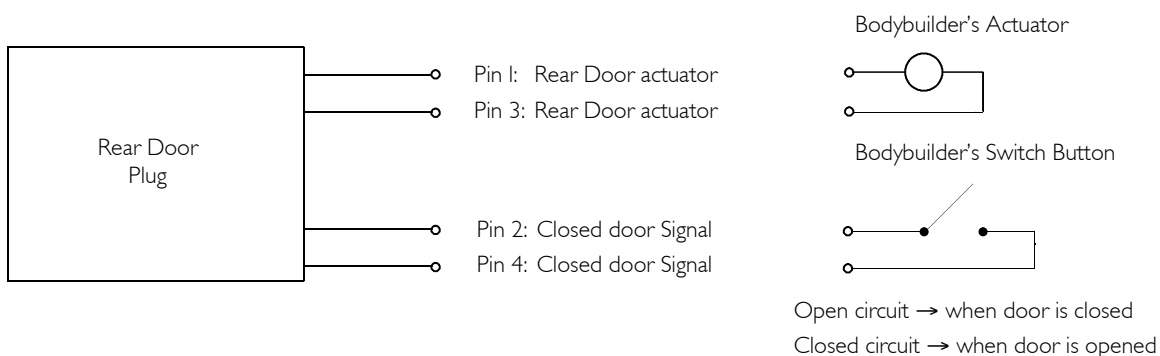 Bodybuilder's Actuator
Pin 1: Rear Door actuator
Pin 3: Rear Door actuator
Rear Door
Plug
Bodybuilder's Switch Button
Pin 2: Closed door Signal
Pin 4: Closed door Signal
Open circuit → when door is closed
Closed circuit → when door is opened